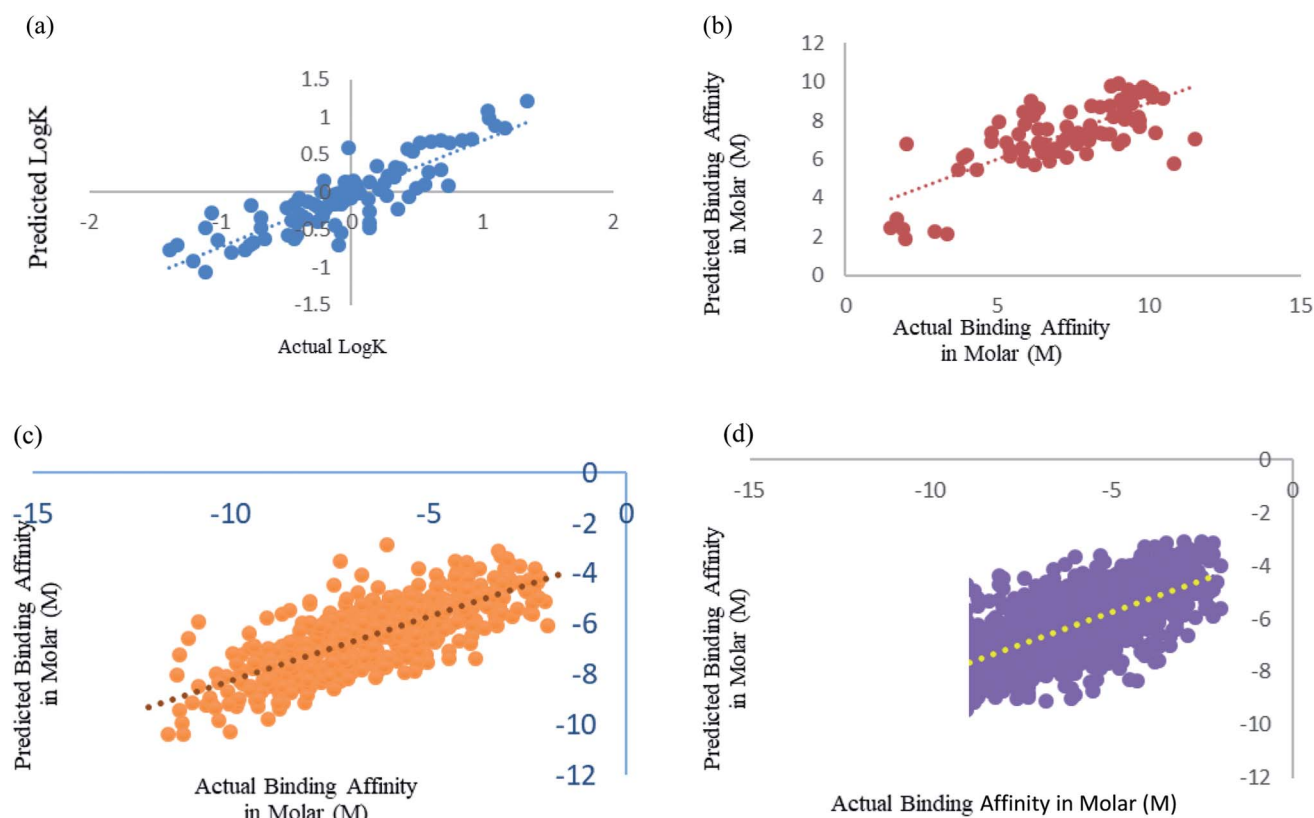 (a)
Predicted LogK
1.5
1
0.5
0
-0.5
-1
-1.5
-2
-1
0
1
2
Actual LogK
(b)
Predicted Binding Affinity
in Molar (M)
12
10
8
6
4
2
0
0
5
10
15
Actual Binding Affinity
in Molar (M)
(c)
Predicted Binding Affinity
in Molar (M)
-15
-10
-5
0
0
-2
-4
-6
-8
-10
-12
Actual Binding Affinity
in Molar (M)
(d)
Predicted Binding Affinity
in Molar (M)
-15
-10
-5
0
0
-2
-4
-6
-8
-10
-12
Actual Binding Affinity in Molar (M)